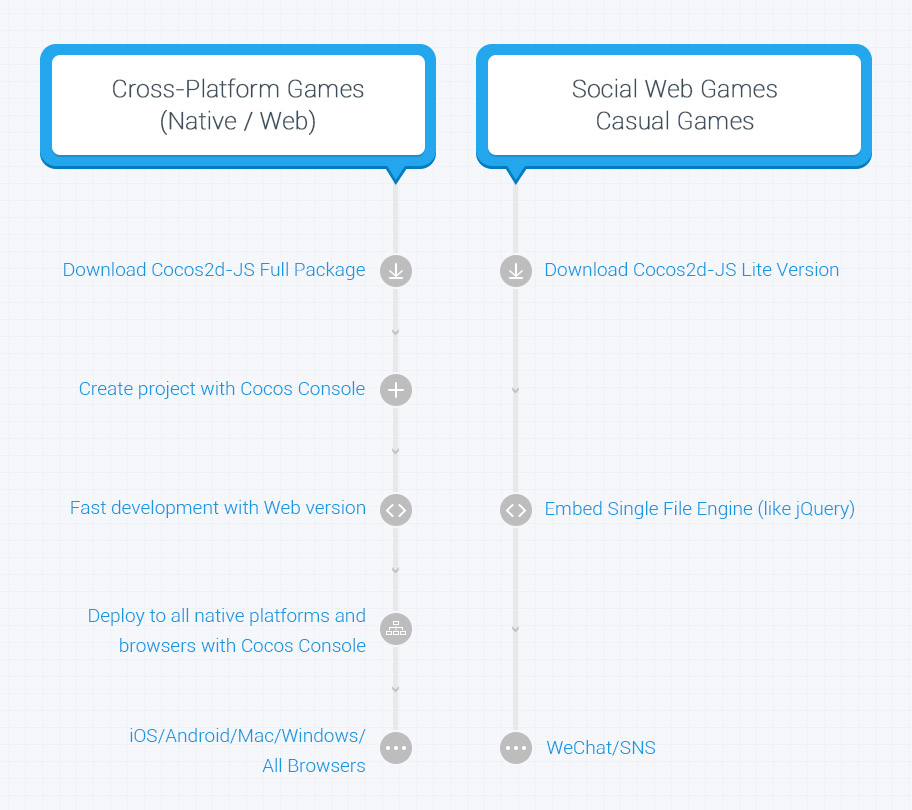 Cross-Platform Games
(Native / Web)
Download Cocos2d-JS Full Package
Create project with Cocos Console
Fast development with Web version
Deploy to all native platforms and
browsers with Cocos Console
iOS/Android/Mac/Windows/
All Browsers
Social Web Games
Casual Games
Download Cocos2d-JS Lite Version
Embed Single File Engine (like jQuery)
WeChat/SNS